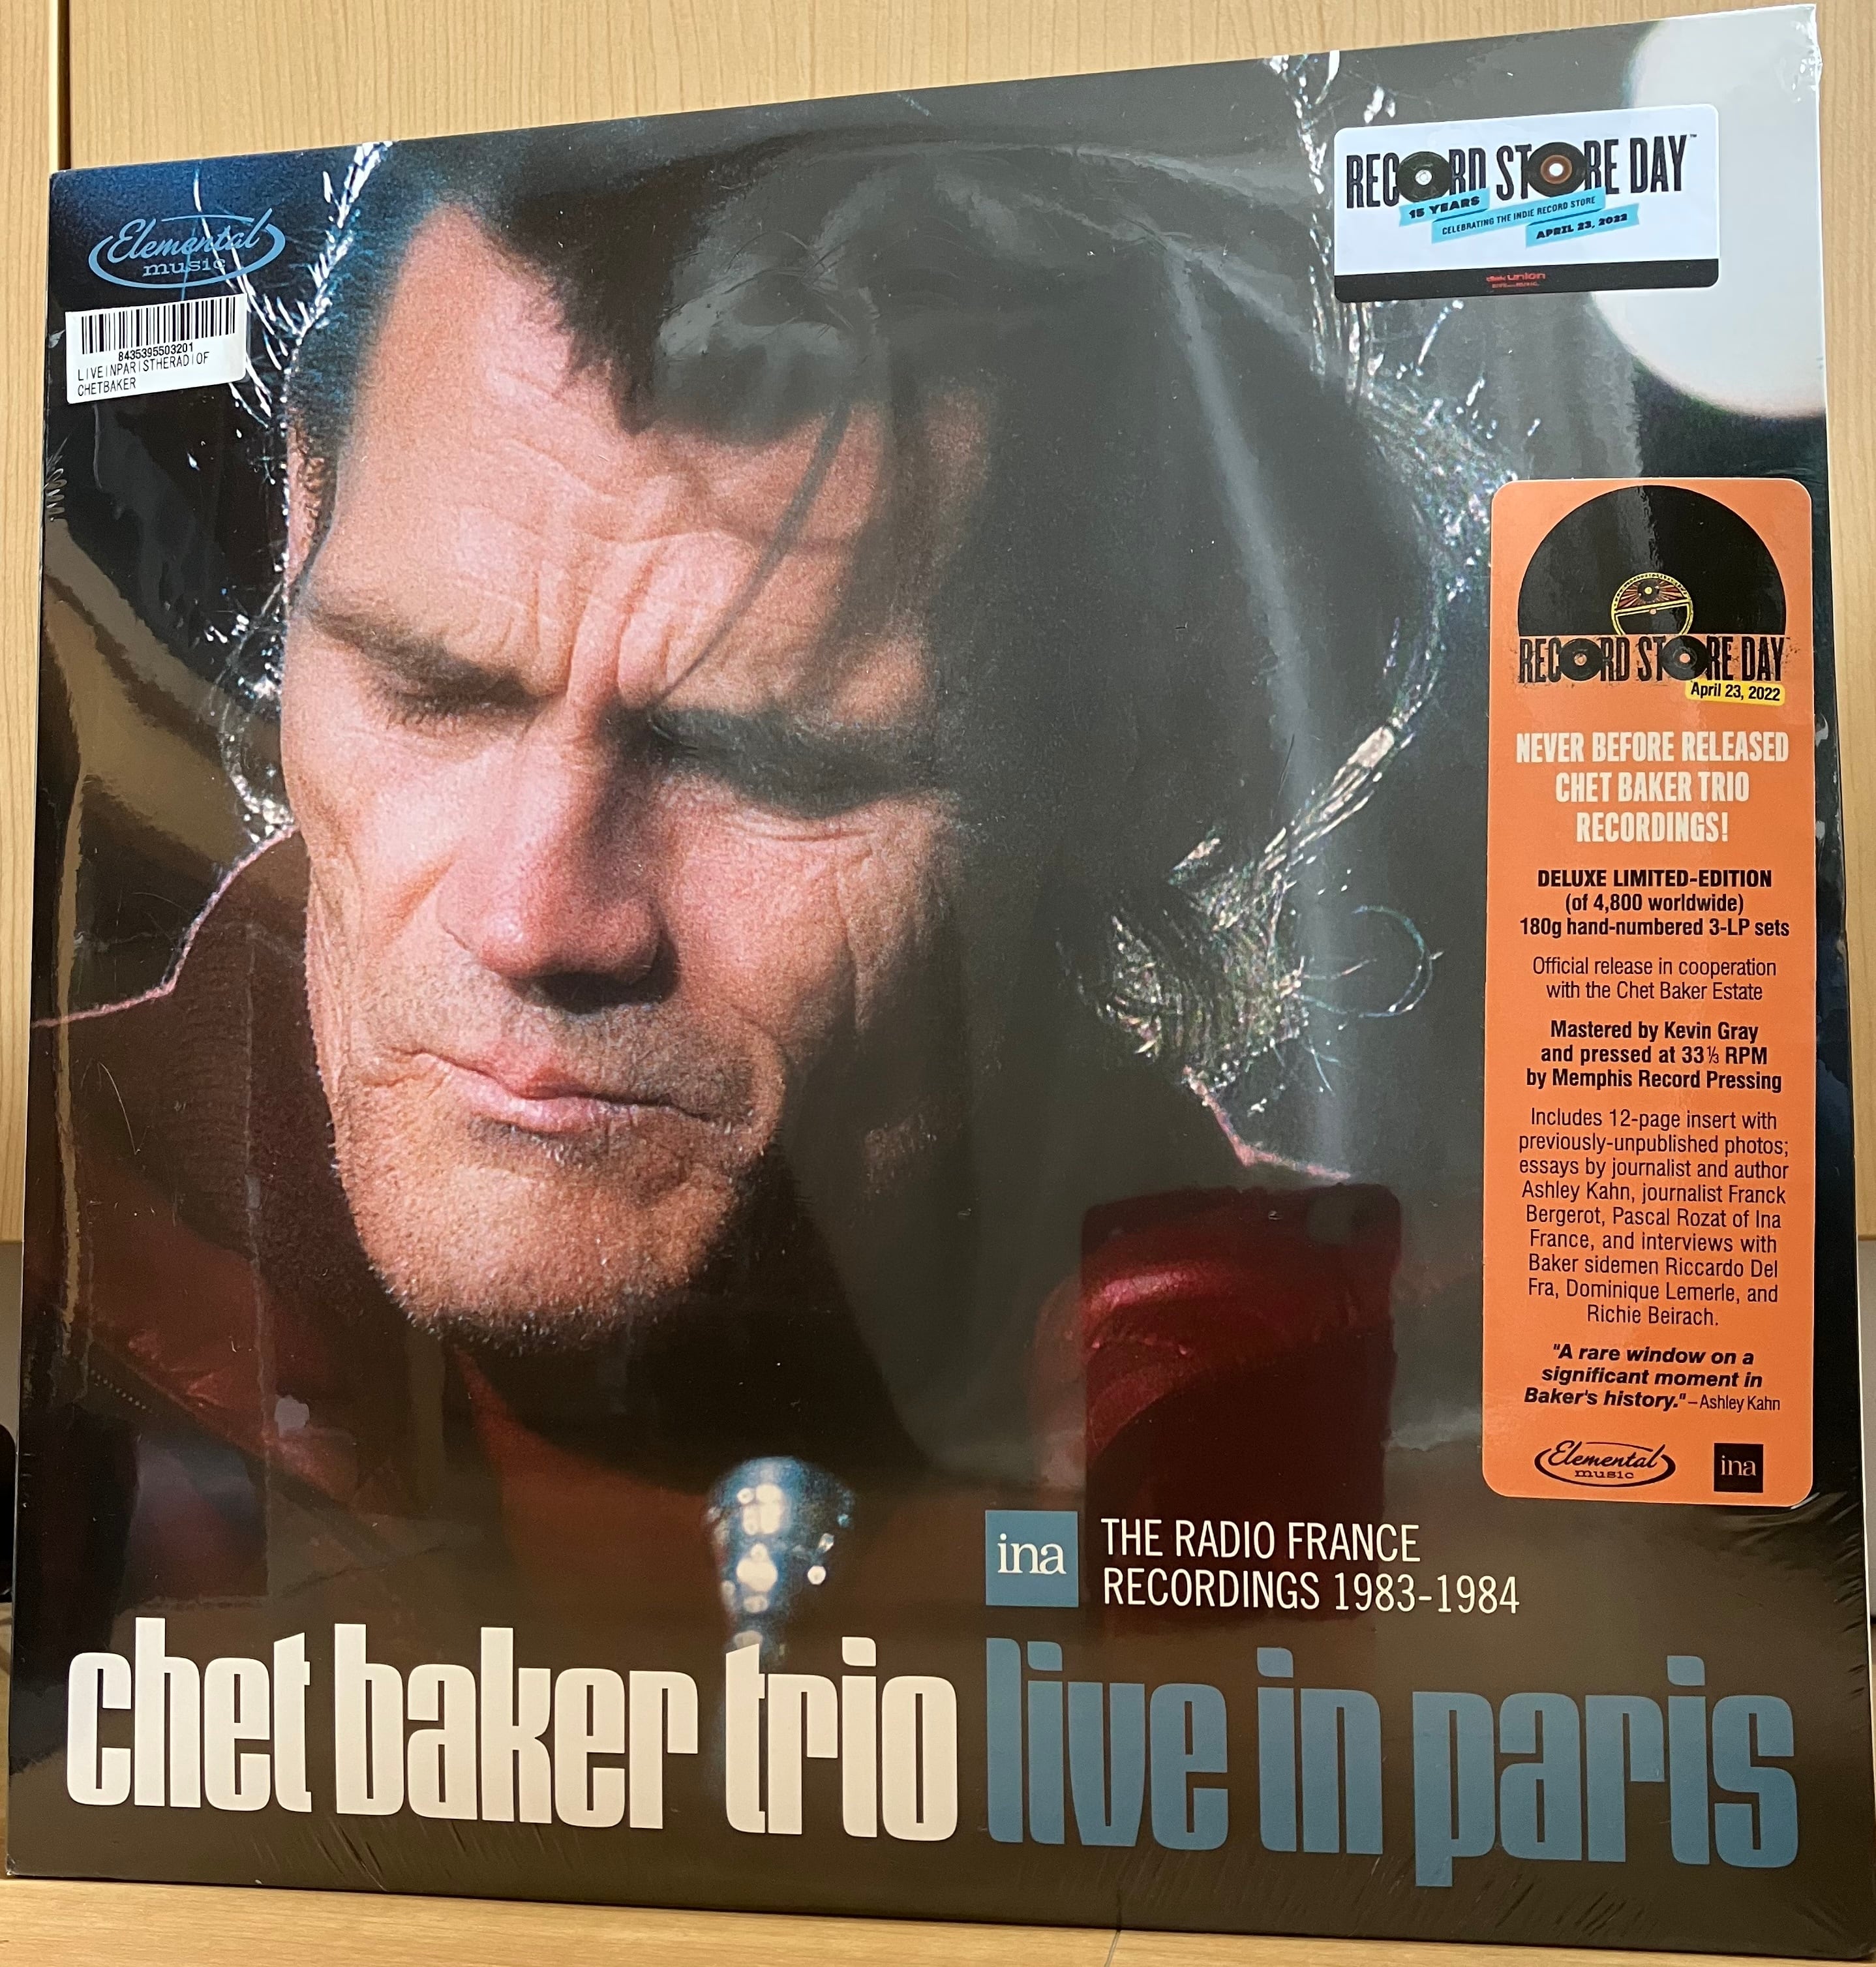 Elemental
music
8435395503201
LIVEINPARISTHERADIOF
CHETBAKER
RECORD STORE DAY™
15 YEARS
CELEBRATING THE INDIE RECORD STORE
APRIL 23, 2022
union
RECORD STORE DAY
April 23, 2022
NEVER BEFORE RELEASED
CHET BAKER TRIO
RECORDINGS!
DELUXE LIMITED-EDITION
(of 4,800 worldwide)
180g hand-numbered 3-LP sets
Official release in cooperation
with the Chet Baker Estate
Mastered by Kevin Gray
and pressed at 33⅓ RPM
by Memphis Record Pressing
Includes 12-page insert with
previously-unpublished photos;
essays by journalist and author
Ashley Kahn, journalist Franck
Bergerot, Pascal Rozat of Ina
France, and interviews with
Baker sidemen Riccardo Del
Fra, Dominique Lemerle, and
Richie Beirach.
"A rare window on a
significant moment in
Baker's history." – Ashley Kahn
Elemental
music
ina
ina
THE RADIO FRANCE
RECORDINGS 1983-1984
chet baker trio live in paris